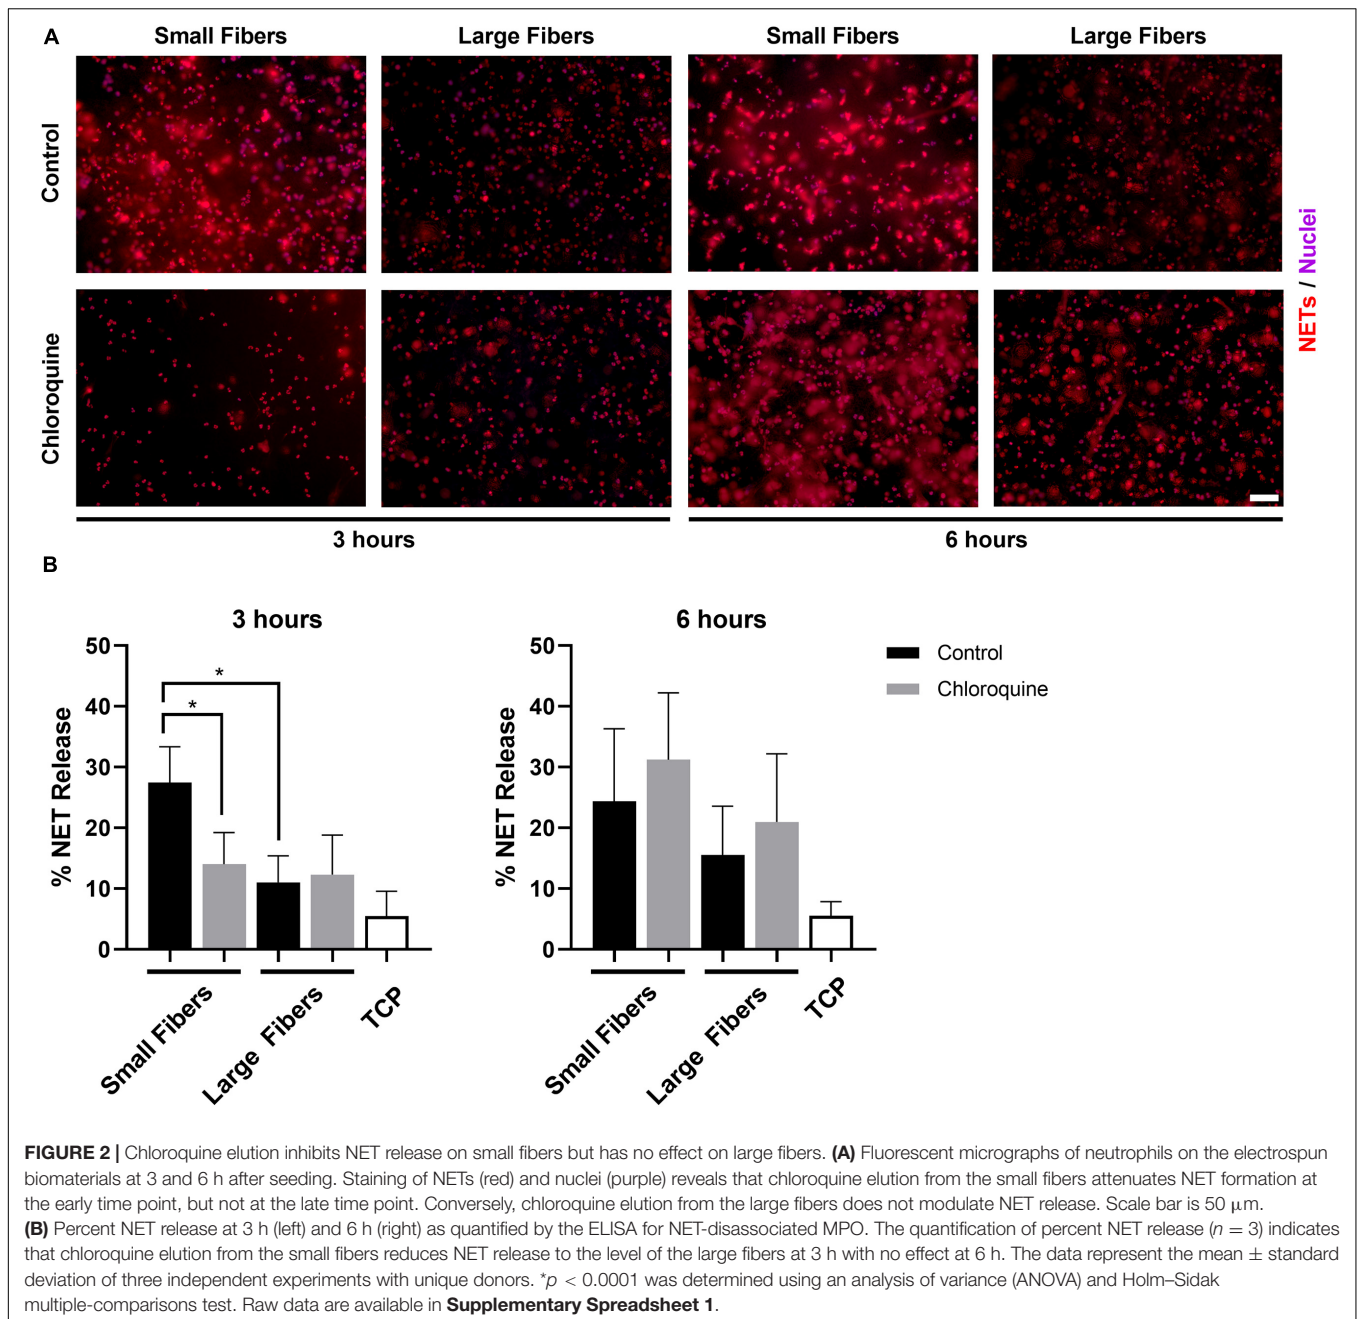 A
Small Fibers
Large Fibers
Small Fibers
Large Fibers
Control
Chloroquine
NETs / Nuclei
3 hours
6 hours
B
3 hours
50
40
30
20
10
0
% NET Release
*
*
Small Fibers
Large Fibers
TCP
6 hours
50
40
30
20
10
0
% NET Release
Small Fibers
Large Fibers
TCP
Control
Chloroquine
FIGURE 2 | Chloroquine elution inhibits NET release on small fibers but has no effect on large fibers. (A) Fluorescent micrographs of neutrophils on the electrospun
biomaterials at 3 and 6 h after seeding. Staining of NETs (red) and nuclei (purple) reveals that chloroquine elution from the small fibers attenuates NET formation at
the early time point, but not at the late time point. Conversely, chloroquine elution from the large fibers does not modulate NET release. Scale bar is 50 μm.
(B) Percent NET release at 3 h (left) and 6 h (right) as quantified by the ELISA for NET-disassociated MPO. The quantification of percent NET release (n = 3) indicates
that chloroquine elution from the small fibers reduces NET release to the level of the large fibers at 3 h with no effect at 6 h. The data represent the mean ± standard
deviation of three independent experiments with unique donors. *p < 0.0001 was determined using an analysis of variance (ANOVA) and Holm–Sidak
multiple-comparisons test. Raw data are available in Supplementary Spreadsheet 1.